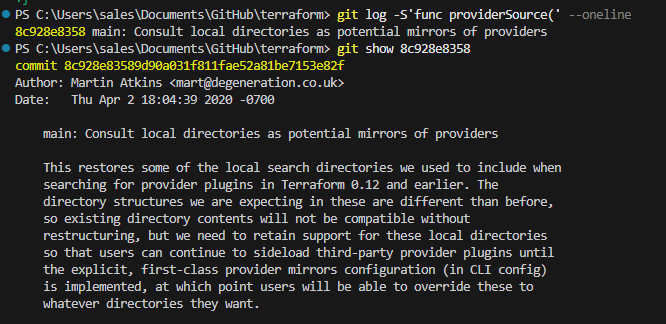 PS C:\Users\sales\Documents\GitHub\terraform> git log -S'func providerSource(' --oneline
8c928e8358 main: Consult local directories as potential mirrors of providers
PS C:\Users\sales\Documents\GitHub\terraform> git show 8c928e8358
commit 8c928e83589d90a031f811fae52a81be7153e82f
Author: Martin Atkins <mart@degeneration.co.uk>
Date:   Thu Apr 2 18:04:39 2020 -0700

    main: Consult local directories as potential mirrors of providers

    This restores some of the local search directories we used to include when
    searching for provider plugins in Terraform 0.12 and earlier. The
    directory structures we are expecting in these are different than before,
    so existing directory contents will not be compatible without
    restructuring, but we need to retain support for these local directories
    so that users can continue to sideload third-party provider plugins until
    the explicit, first-class provider mirrors configuration (in CLI config)
    is implemented, at which point users will be able to override these to
    whatever directories they want.